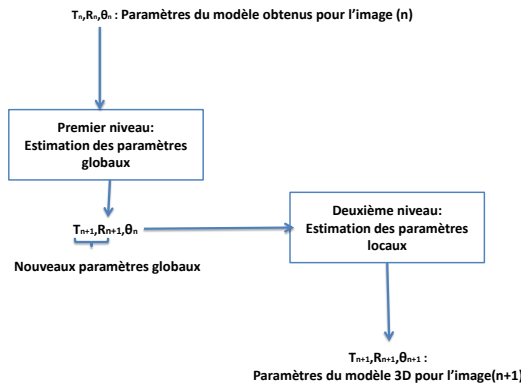 Tn,Rn,θn : Paramètres du modèle obtenus pour l'image (n)
Premier niveau:
Estimation des paramètres
globaux
Tn+1,Rn+1,θn
Nouveaux paramètres globaux
Deuxième niveau:
Estimation des paramètres
locaux
Tn+1,Rn+1,θn+1 :
Paramètres du modèle 3D pour l'image(n+1)